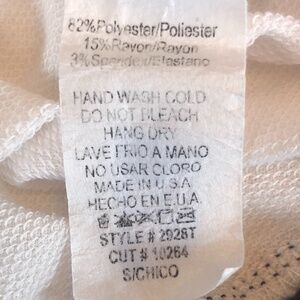 82% Polyester/Poliester
15% Rayon/Rayon
3% Spandex/Elastano
HAND WASH COLD
DO NOT BLEACH
HANG DRY
LAVE FRIO A MANO
NO USAR CLORO
MADE IN U.S.A
HECHO EN E.U.A.
STYLE # 2928T
CUT # 10264
S/CHICO